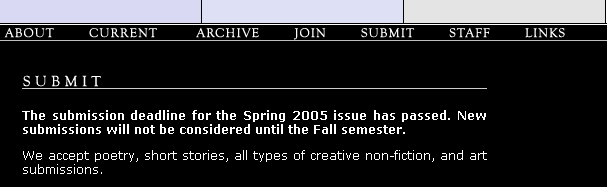 ABOUT CURRENT ARCHIVE JOIN SUBMIT STAFF LINKS
SUBMIT
The submission deadline for the Spring 2005 issue has passed. New
submissions will not be considered until the Fall semester.
We accept poetry, short stories, all types of creative non-fiction, and art
submissions.